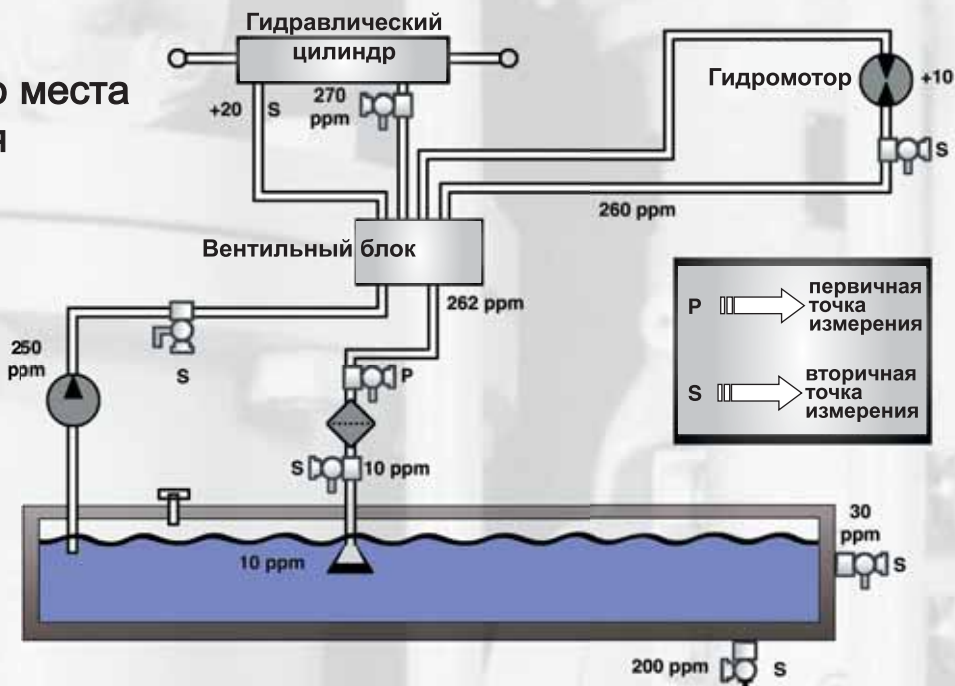 Гидравлический
цилиндр
о места
я
+20
S
270
ppm
Гидромотор
+10
S
260 ppm
Вентильный блок
262 ppm
P
первичная
точка
измерения
S
вторичная
точка
измерения
250
ppm
S
P
S
10 ppm
10 ppm
30
ppm
S
200 ppm
S